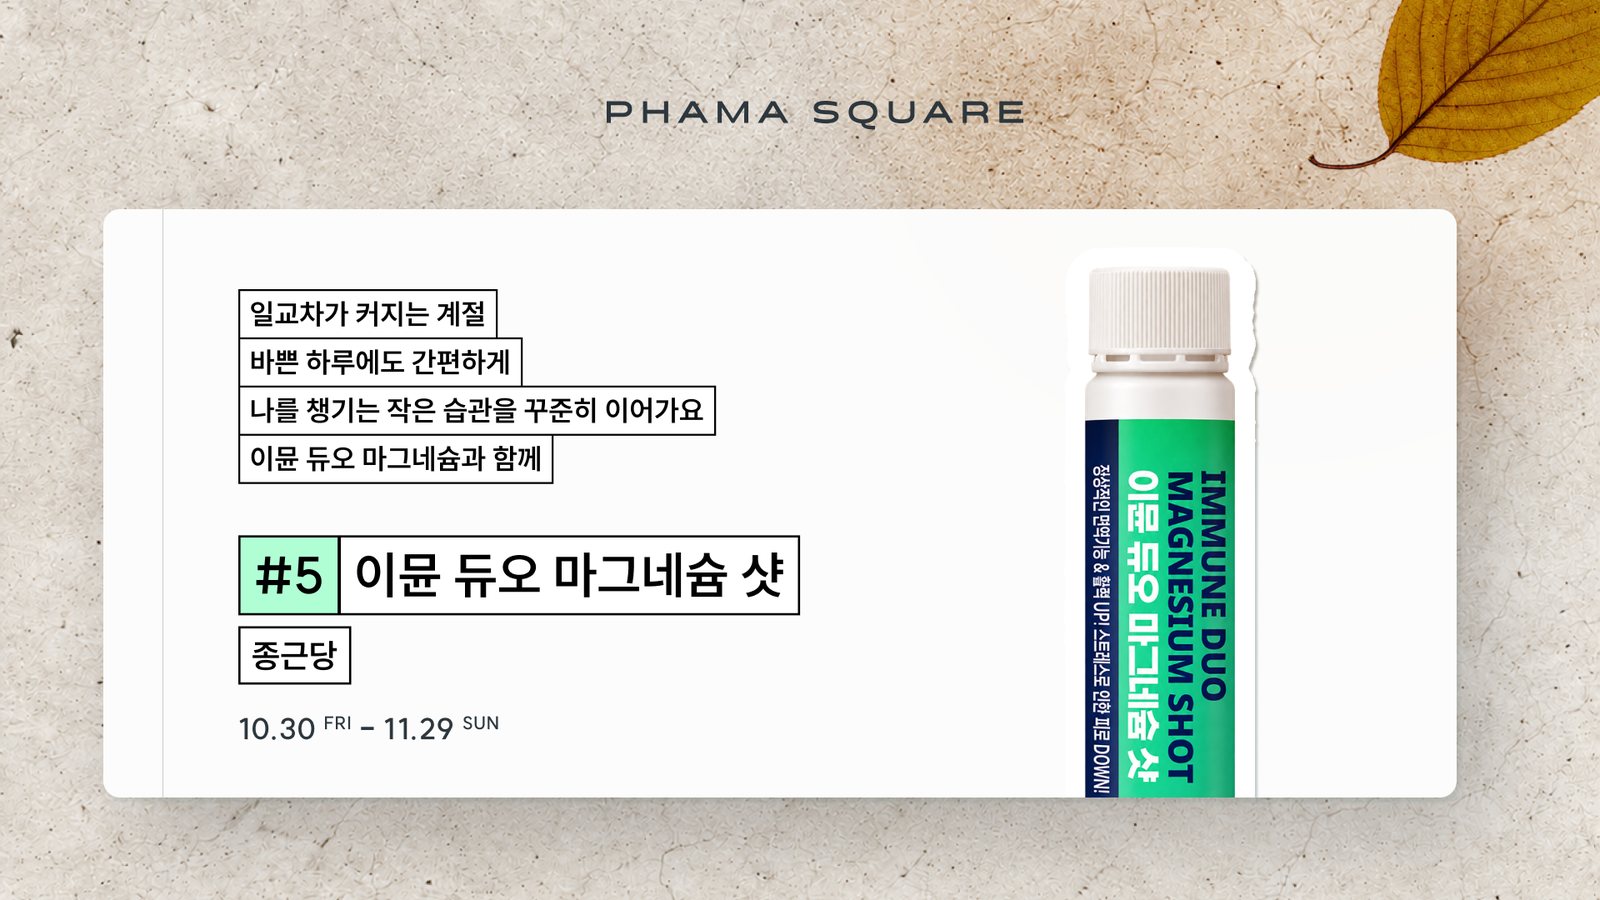 PHAMA SQUARE
일교차가 커지는 계절
바쁜 하루에도 간편하게
나를 챙기는 작은 습관을 꾸준히 이어가요
이뮨 듀오 마그네슘과 함께
#5 이뮨 듀오 마그네슘 샷
종근당
10.30 FRI – 11.29 SUN
IMMUNE DUO
MAGNESIUM SHOT
이뮨 듀오 마그네슘 샷
정상적인 면역기능 & 활력 UP! 스트레스로 인한 피로 DOWN!